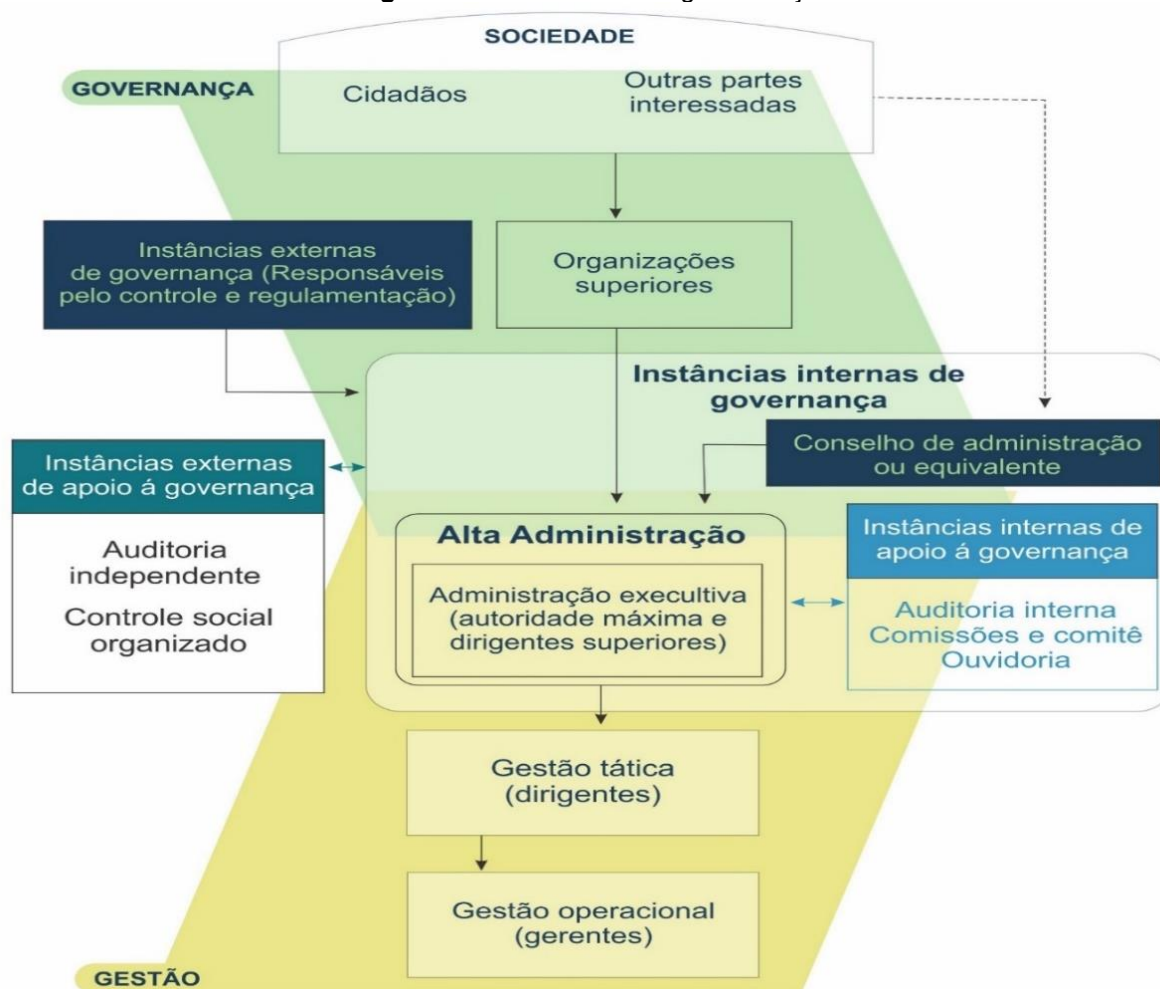 SOCIEDADE
GOVERNANÇA
Cidadãos
Outras partes
interessadas
Instâncias externas
de governança (Responsáveis
pelo controle e regulamentação)
Organizações
superiores
Instâncias internas de
governança
Conselho de administração
ou equivalente
Instâncias externas
de apoio á governança
Auditoria
independente
Controle social
organizado
Alta Administração
Administração execultiva
(autoridade máxima e
dirigentes superiores)
Instâncias internas de
apoio á governança
Auditoria interna
Comissões e comitê
Ouvidoria
Gestão tática
(dirigentes)
Gestão operacional
(gerentes)
GESTÃO